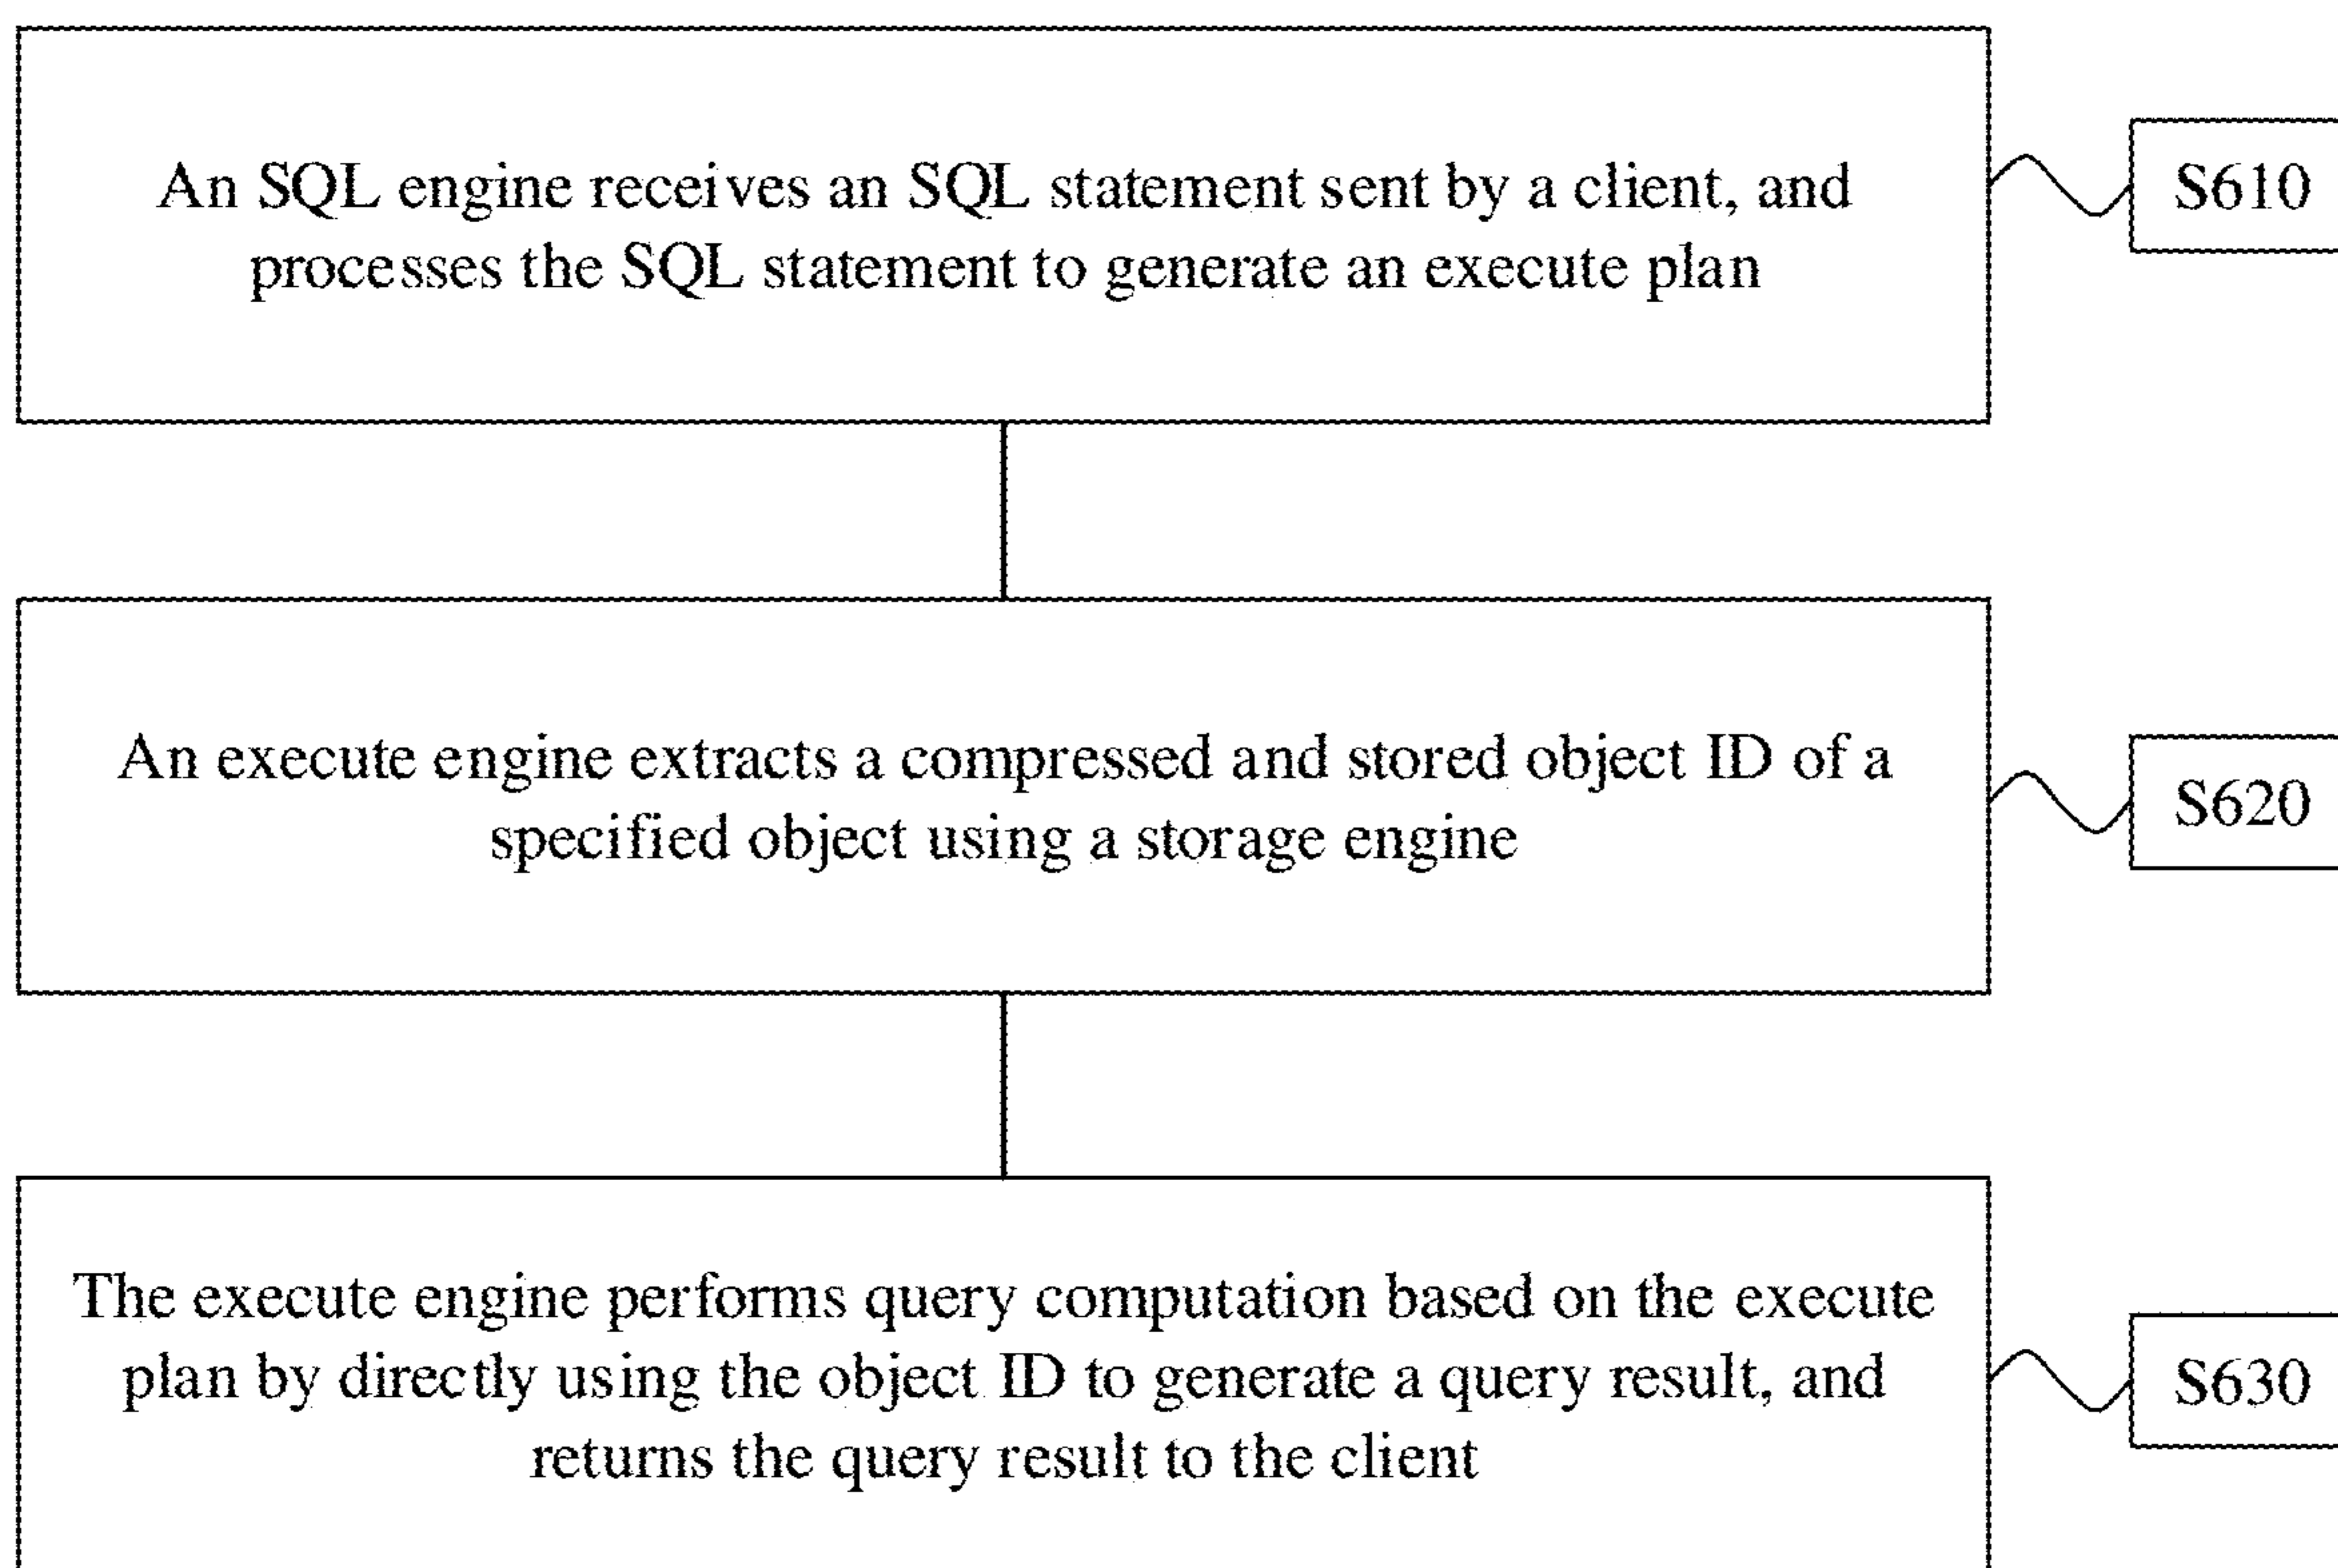 An SQL engine receives an SQL statement sent by a client, and
processes the SQL statement to generate an execute plan
S610
An execute engine extracts a compressed and stored object ID of a
specified object using a storage engine
S620
The execute engine performs query computation based on the execute
plan by directly using the object ID to generate a query result, and
returns the query result to the client
S630